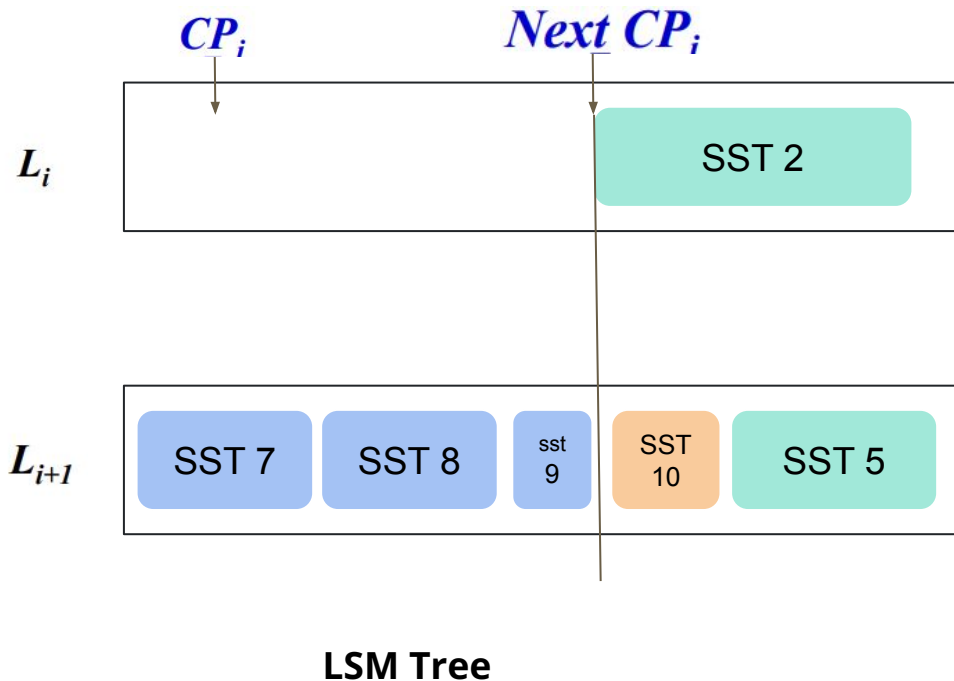 CPᵢ
Next CPᵢ
Lᵢ
SST 2
Lᵢ₊₁
SST 7
SST 8
sst
9
SST
10
SST 5
LSM Tree